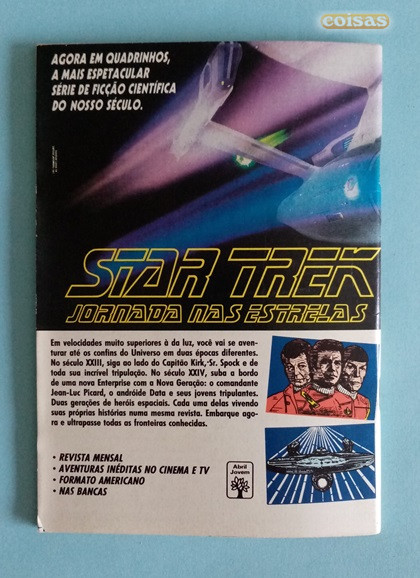 coisas
AGORA EM QUADRINHOS,
A MAIS ESPETACULAR
SÉRIE DE FICÇÃO CIENTÍFICA
DO NOSSO SÉCULO.
STAR TREK
JORNADA NAS ESTRELAS
Em velocidades muito superiores à da luz, você vai se aven-
turar até os confins do Universo em duas épocas diferentes.
No século XXIII, siga ao lado do Capitão Kirk, Sr. Spock e de
toda sua incrível tripulação. No século XXIV, suba a bordo
de uma nova Enterprise com a Nova Geração: o comandante
Jean-Luc Picard, o andróide Data e seus jovens tripulantes.
Duas gerações de heróis espaciais. Cada uma delas vivendo
suas próprias histórias numa mesma revista. Embarque ago-
ra e ultrapasse todas as fronteiras conhecidas.
• REVISTA MENSAL
• AVENTURAS INÉDITAS NO CINEMA E TV
• FORMATO AMERICANO
• NAS BANCAS
Abril
Jovem